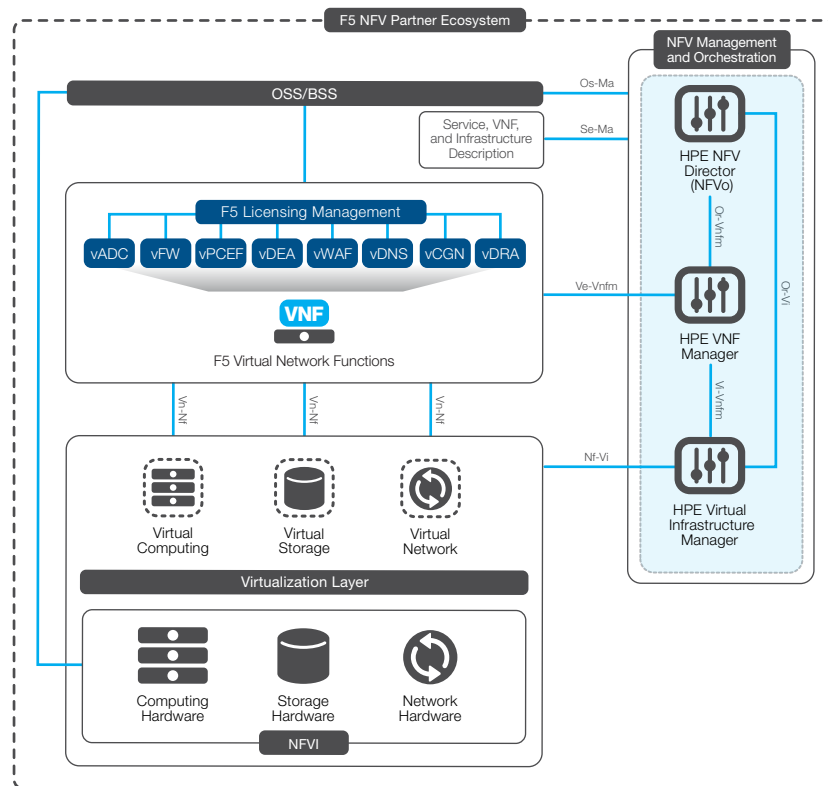 F5 NFV Partner Ecosystem
NFV Management
and Orchestration
OSS/BSS
Os-Ma
Service, VNF,
and Infrastructure
Description
Se-Ma
HPE NFV
Director
(NFVo)
F5 Licensing Management
vADC
vFW
vPCEF
vDEA
vWAF
vDNS
vCGN
vDRA
Or-Vnfm
Or-Vi
Ve-Vnfm
VNF
F5 Virtual Network Functions
HPE VNF
Manager
Vn-Nf
Vn-Nf
Vn-Nf
Vi-Vnfm
Nf-Vi
Virtual
Computing
Virtual
Storage
Virtual
Network
HPE Virtual
Infrastructure
Manager
Virtualization Layer
Computing
Hardware
Storage
Hardware
Network
Hardware
NFVI